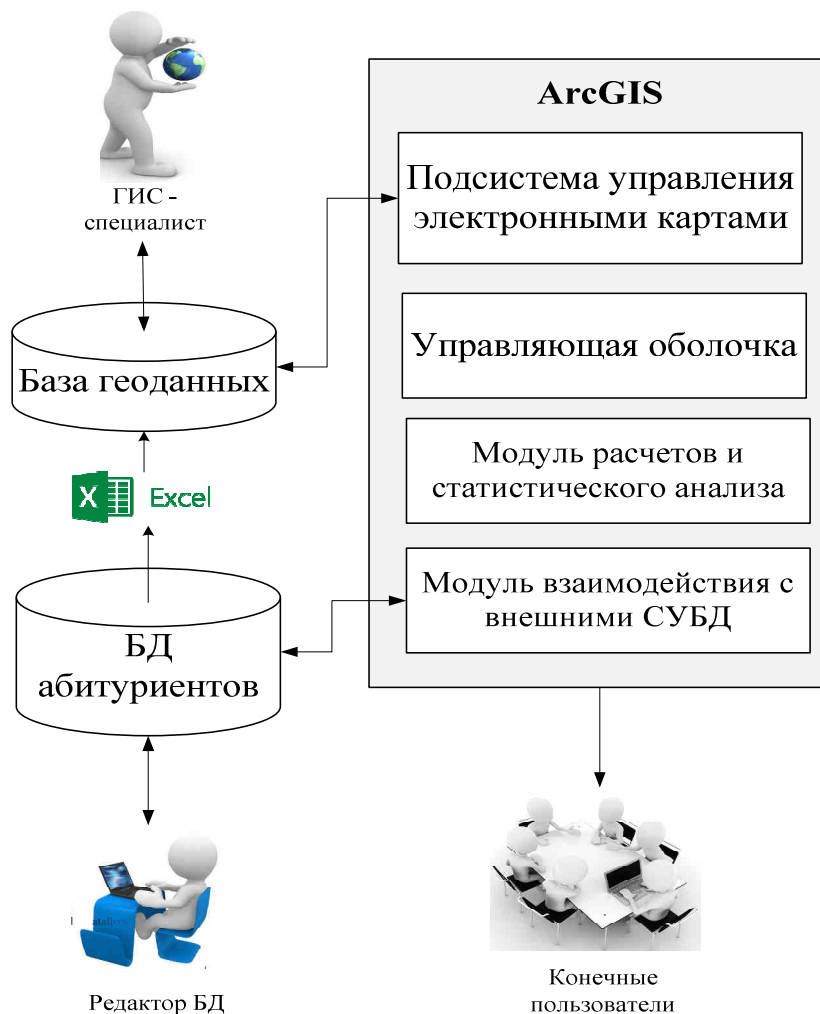 ArcGIS
ГИС -
специалист
Подсистема управления
электронными картами
Управляющая оболочка
База геоданных
Модуль расчетов и
статистического анализа
X Excel
Модуль взаимодействия с
внешними СУБД
БД
абитуриентов
Редактор БД
Конечные
пользователи